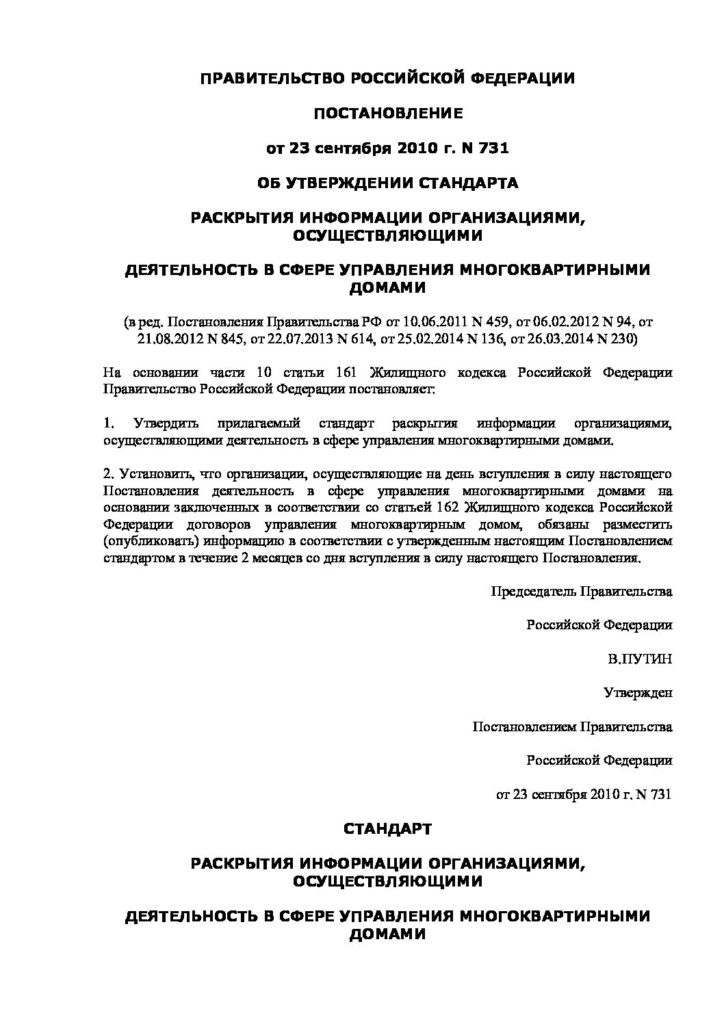 ПРАВИТЕЛЬСТВО РОССИЙСКОЙ ФЕДЕРАЦИИ
ПОСТАНОВЛЕНИЕ
от 23 сентября 2010 г. N 731
ОБ УТВЕРЖДЕНИИ СТАНДАРТА
РАСКРЫТИЯ ИНФОРМАЦИИ ОРГАНИЗАЦИЯМИ,
ОСУЩЕСТВЛЯЮЩИМИ
ДЕЯТЕЛЬНОСТЬ В СФЕРЕ УПРАВЛЕНИЯ МНОГОКВАРТИРНЫМИ
ДОМАМИ
(в ред. Постановления Правительства РФ от 10.06.2011 N 459, от 06.02.2012 N 94, от
21.08.2012 N 845, от 22.07.2013 N 614, от 25.02.2014 N 136, от 26.03.2014 N 230)
На основании части 10 статьи 161 Жилищного кодекса Российской Федерации
Правительство Российской Федерации постановляет:
1. Утвердить прилагаемый стандарт раскрытия информации организациями,
осуществляющими деятельность в сфере управления многоквартирными домами.
2. Установить, что организации, осуществляющие на день вступления в силу настоящего
Постановления деятельность в сфере управления многоквартирными домами на
основании заключенных в соответствии со статьей 162 Жилищного кодекса Российской
Федерации договоров управления многоквартирным домом, обязаны разместить
(опубликовать) информацию в соответствии с утвержденным настоящим Постановлением
стандартом в течение 2 месяцев со дня вступления в силу настоящего Постановления.
Председатель Правительства
Российской Федерации
В.ПУТИН
Утвержден
Постановлением Правительства
Российской Федерации
от 23 сентября 2010 г. N 731
СТАНДАРТ
РАСКРЫТИЯ ИНФОРМАЦИИ ОРГАНИЗАЦИЯМИ,
ОСУЩЕСТВЛЯЮЩИМИ
ДЕЯТЕЛЬНОСТЬ В СФЕРЕ УПРАВЛЕНИЯ МНОГОКВАРТИРНЫМИ
ДОМАМИ